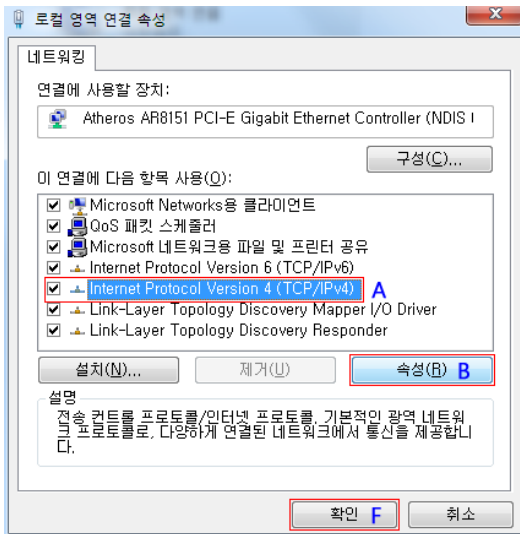 로컬 영역 연결 속성
네트워킹
연결에 사용할 장치:
Atheros AR8151 PCI-E Gigabit Ethernet Controller (NDIS
구성(C)...
이 연결에 다음 항목 사용(O):
Microsoft Networks용 클라이언트
QoS 패킷 스케줄러
Microsoft 네트워크용 파일 및 프린터 공유
Internet Protocol Version 6 (TCP/IPv6)
Internet Protocol Version 4 (TCP/IPv4) A
Link-Layer Topology Discovery Mapper I/O Driver
Link-Layer Topology Discovery Responder
설치(N)... 제거(U) 속성(R) B
설명
전송 컨트롤 프로토콜/인터넷 프로토콜. 기본적인 광역 네트워
크 프로토콜로, 다양하게 연결된 네트워크에서 통신을 제공합니
다.
확인 F 취소